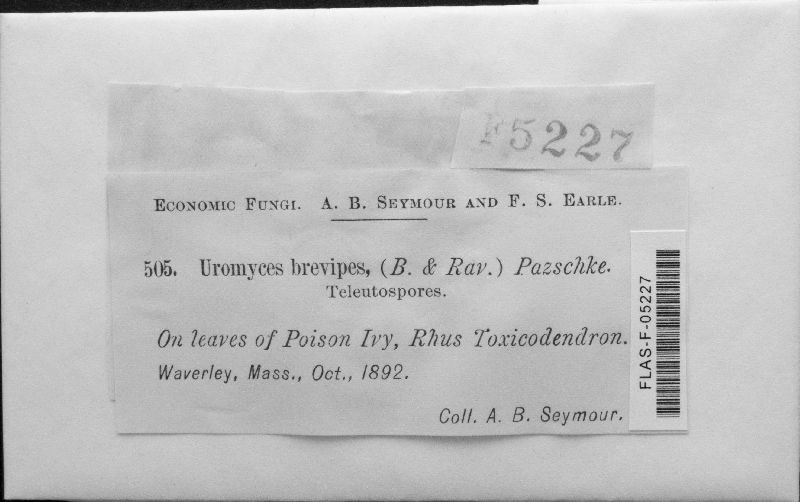 F5227
ECONOMIC FUNGI. A. B. SEYMOUR AND F. S. EARLE.
505. Uromyces brevipes, (B. & Rav.) Pazschke.
Teleutospores.
On leaves of Poison Ivy, Rhus Toxicodendron.
Waverley, Mass., Oct., 1892.
Coll. A. B. Seymour.
FLAS-F-05227